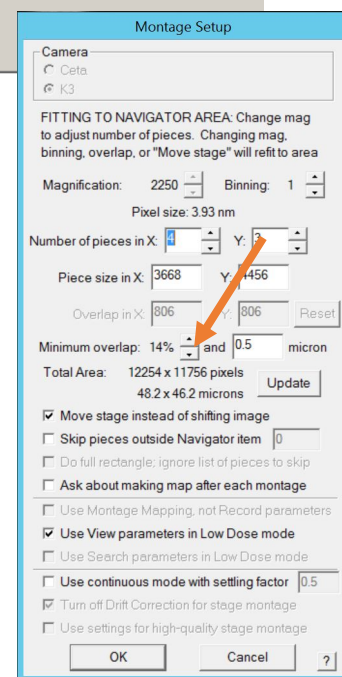 Montage Setup
Camera
Ceta
K3
FITTING TO NAVIGATOR AREA: Change mag
to adjust number of pieces. Changing mag,
binning, overlap, or "Move stage" will refit to area
Magnification: 2250 Binning: 1
Pixel size: 3.93 nm
Number of pieces in X: 4 Y: 3
Piece size in X: 3668 Y: 4456
Overlap in X: 806 Y: 806 Reset
Minimum overlap: 14% and 0.5 micron
Total Area: 12254 x 11756 pixels
48.2 x 46.2 microns
Update
Move stage instead of shifting image
Skip pieces outside Navigator item 0
Do full rectangle; ignore list of pieces to skip
Ask about making map after each montage
Use Montage Mapping, not Record parameters
Use View parameters in Low Dose mode
Use Search parameters in Low Dose mode
Use continuous mode with settling factor 0.5
Turn off Drift Correction for stage montage
Use settings for high-quality stage montage
OK Cancel ?